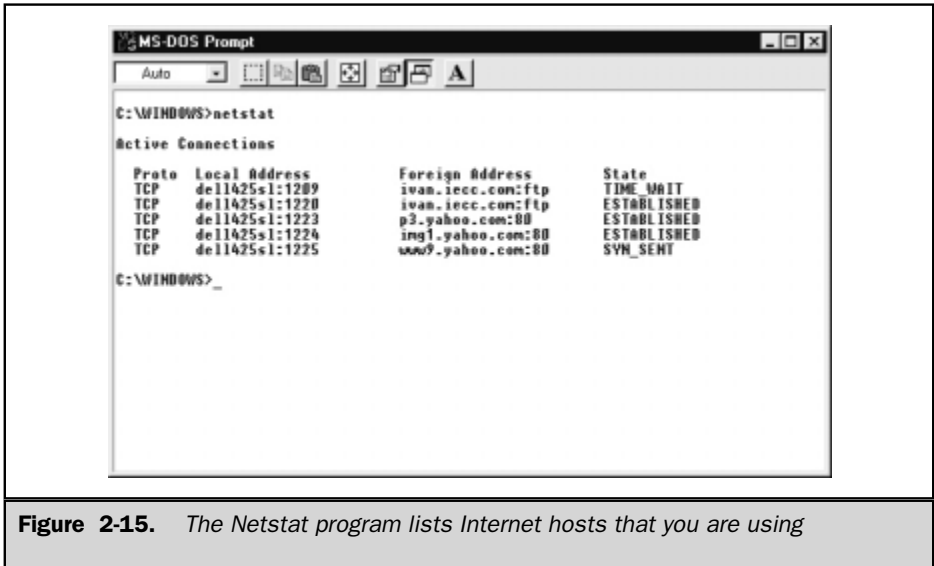 MS-DOS Prompt
Auto
A
C:\WINDOWS>netstat
Active Connections
Proto Local Address Foreign Address State
TCP dell425sl:1209 ivan.iecc.com:ftp TIME_WAIT
TCP dell425sl:1220 ivan.iecc.com:ftp ESTABLISHED
TCP dell425sl:1223 p3.yahoo.com:80 ESTABLISHED
TCP dell425sl:1224 img1.yahoo.com:80 ESTABLISHED
TCP dell425sl:1225 www9.yahoo.com:80 SYN_SENT
C:\WINDOWS>_
Figure 2-15. The Netstat program lists Internet hosts that you are using